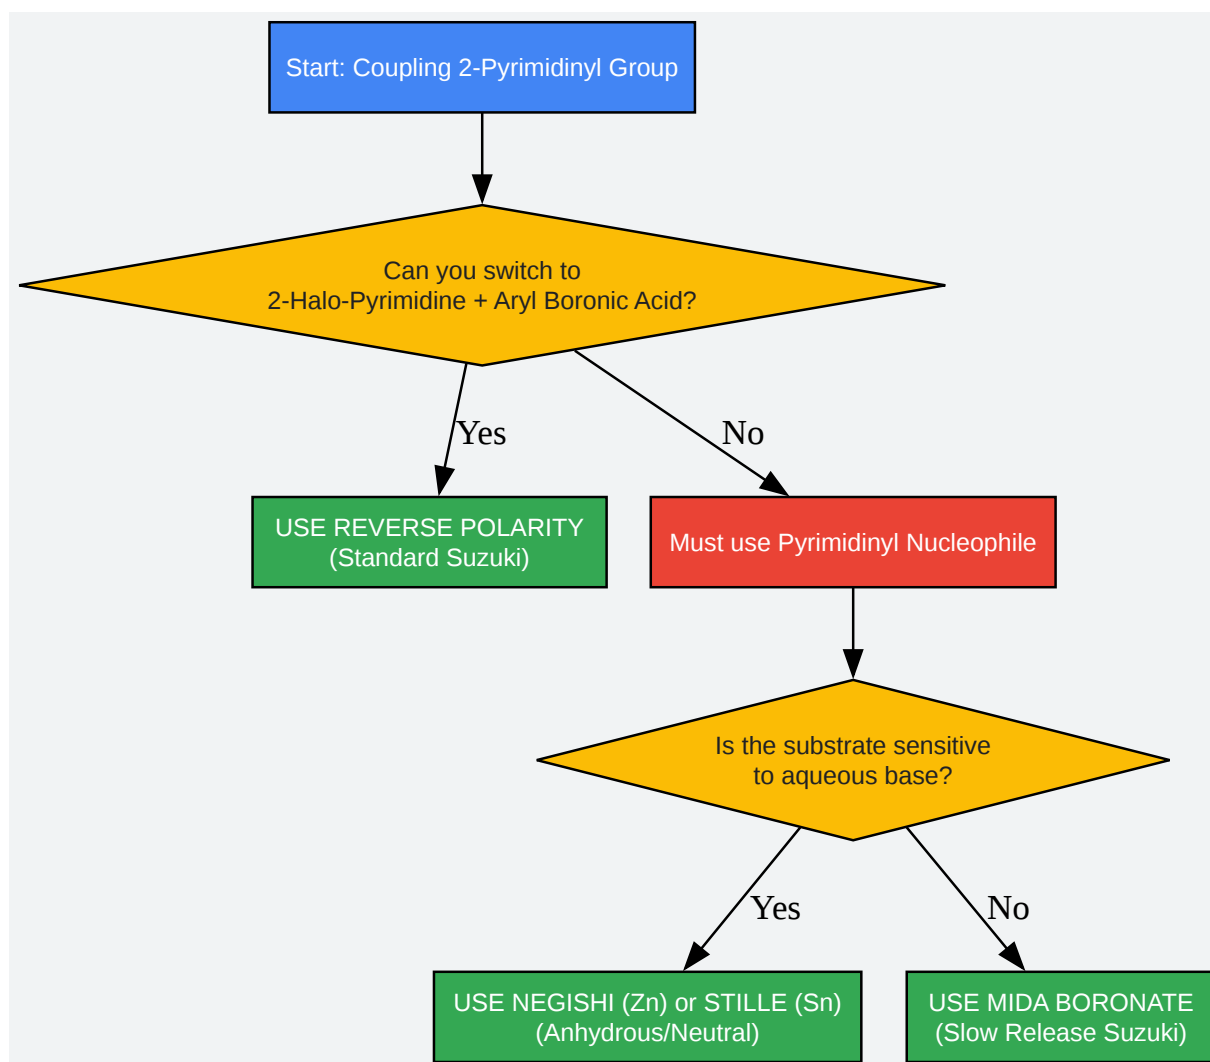 Start: Coupling 2-Pyrimidinyl Group
Can you switch to
2-Halo-Pyrimidine + Aryl Boronic Acid?
Yes
No
USE REVERSE POLARITY
(Standard Suzuki)
Must use Pyrimidinyl Nucleophile
Is the substrate sensitive
to aqueous base?
Yes
No
USE NEGISHI (Zn) or STILLE (Sn)
(Anhydrous/Neutral)
USE MIDA BORONATE
(Slow Release Suzuki)